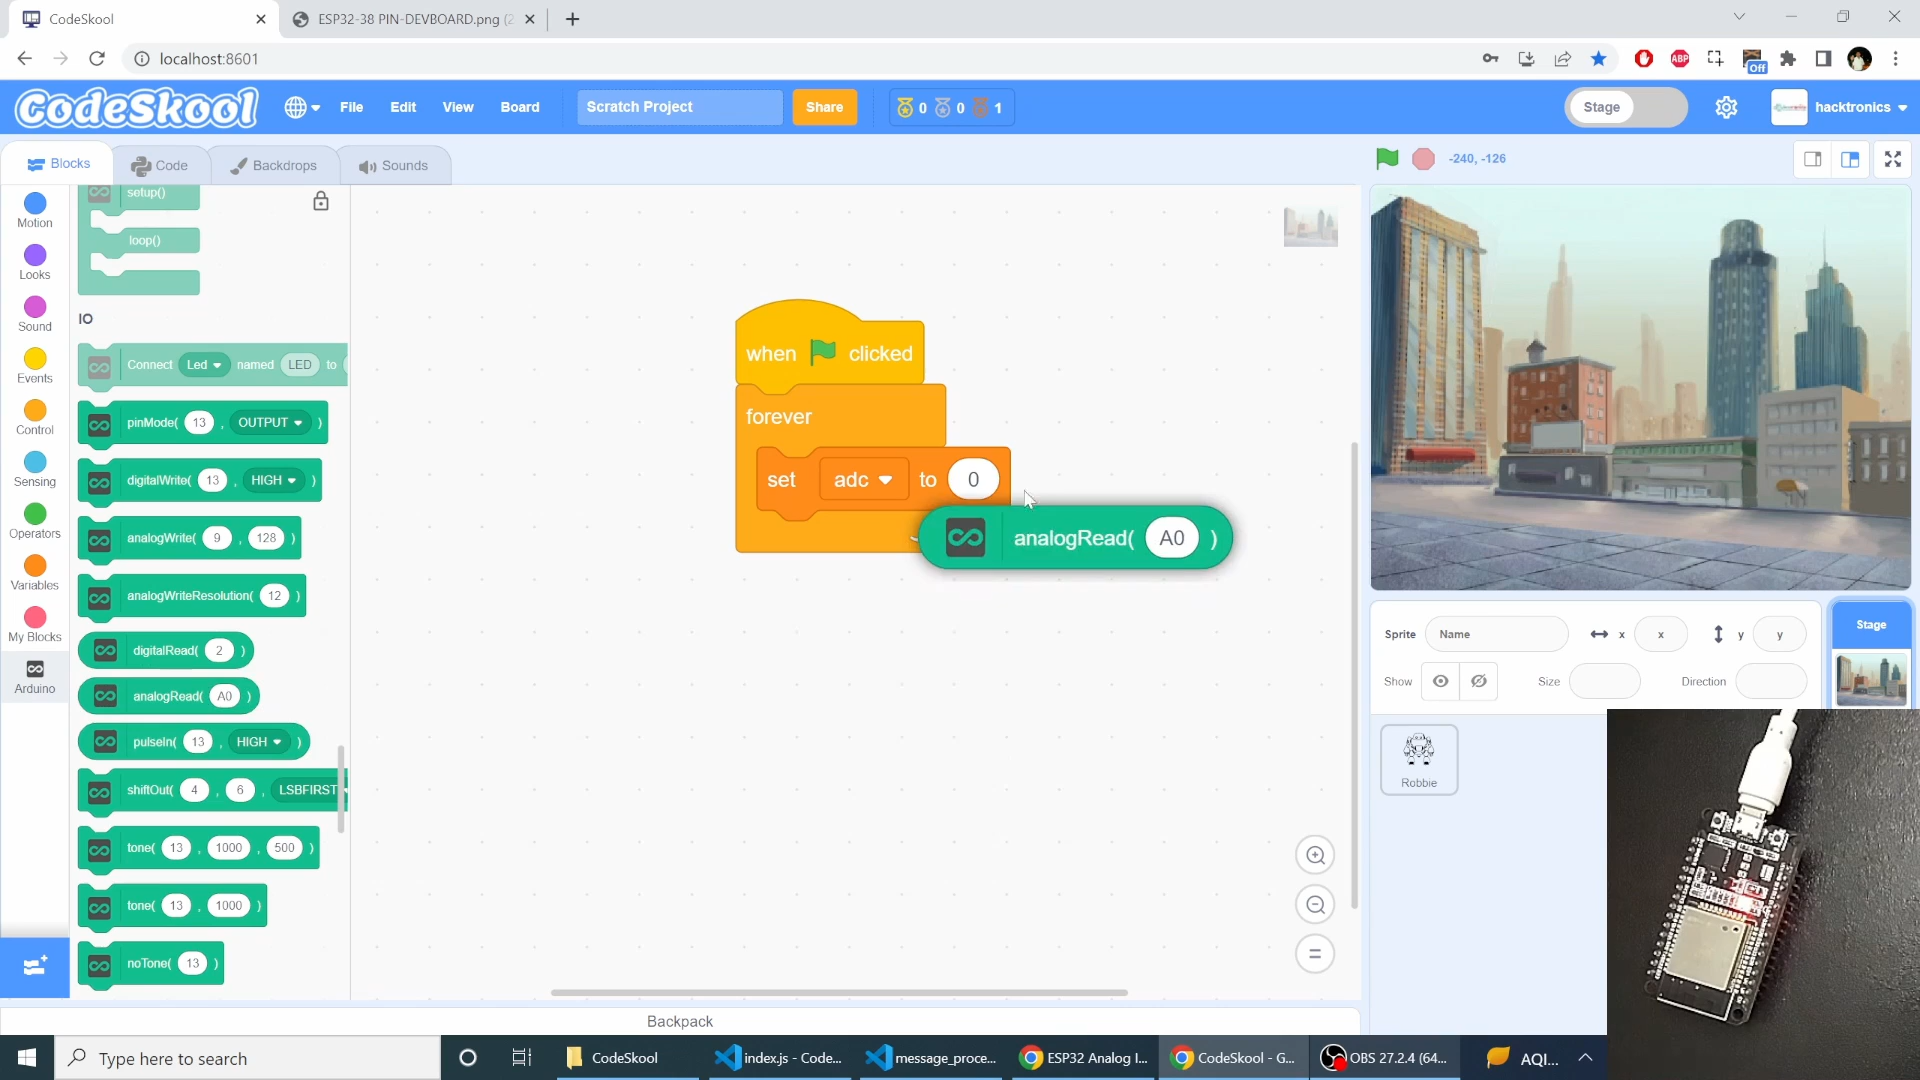 CodeSkool
ESP32-38 PIN-DEVBOARD.png (2
localhost:8601
ABP
Off
CodeSkool
File
Edit
View
Board
Scratch Project
Share
0
0
1
Stage
hacktronics
Blocks
Code
Backdrops
Sounds
-240, -126
Motion
Looks
Sound
Events
Control
Sensing
Operators
Variables
My Blocks
Arduino
setup()
loop()
IO
Connect Led named LED to
pinMode( 13 , OUTPUT )
digitalWrite( 13 , HIGH )
analogWrite( 9 , 128 )
analogWriteResolution( 12 )
digitalRead( 2 )
analogRead( A0 )
pulseIn( 13 , HIGH )
shiftOut( 4 , 6 , LSBFIRST
tone( 13 , 1000 , 500 )
tone( 13 , 1000 )
noTone( 13 )
when clicked
forever
set adc to 0
analogRead( A0 )
Sprite Name x x y y
Show Size Direction
Stage
Robbie
Backpack
Type here to search
CodeSkool
index.js - Code...
message_proce...
ESP32 Analog I...
CodeSkool - G...
OBS 27.2.4 (64...
AQI...